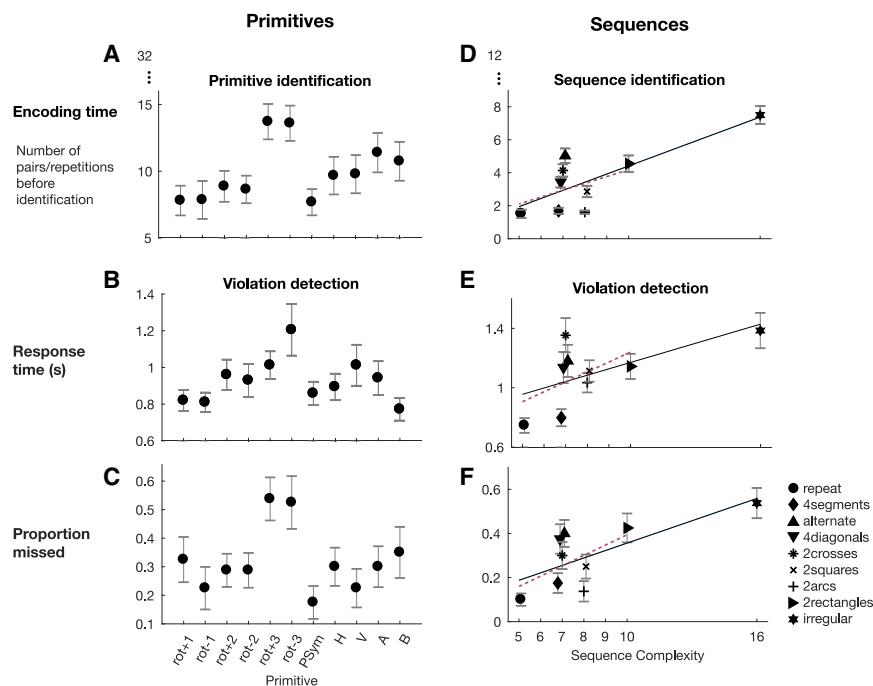 Primitives
Sequences
A
32
Primitive identification
Encoding time
Number of
pairs/repetitions
before
identification
15
10
5
D
12
Sequence identification
8
6
4
2
0
B
Violation detection
Response
time (s)
1.4
1.2
1
0.8
0.6
E
Violation detection
1.4
1
0.6
C
Proportion
missed
0.6
0.5
0.4
0.3
0.2
0.1
rot+1
rot-1
rot+2
rot-2
rot+3
rot-3
PSym
H
V
A
B
Primitive
F
0.6
0.4
0.2
0
5 6 7 8 9 10 16
Sequence Complexity
repeat
4segments
alternate
4diagonals
2crosses
2squares
2arcs
2rectangles
irregular